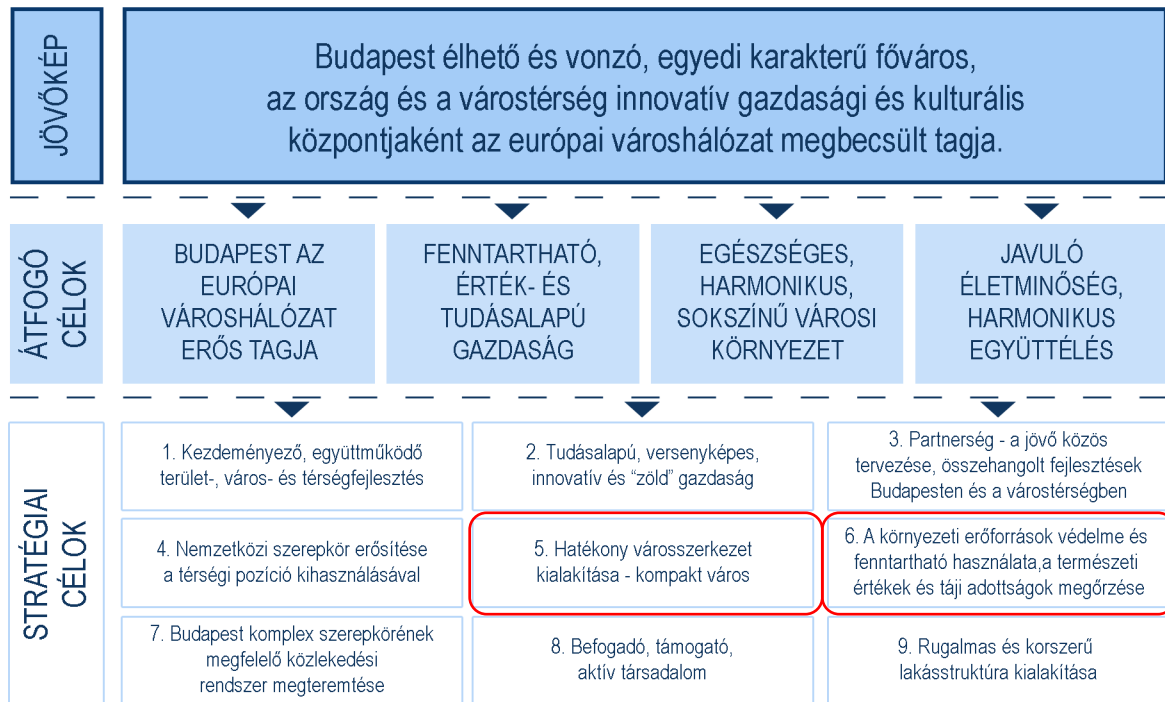 JÖVŐKÉP
Budapest élhető és vonzó, egyedi karakterű főváros,
az ország és a várostérség innovatív gazdasági és kulturális
központjaként az európai városhálózat megbecsült tagja.
ÁTFOGÓ
CÉLOK
BUDAPEST AZ
EURÓPAI
VÁROSHÁLÓZAT
ERŐS TAGJA
FENNTARTHATÓ,
ÉRTÉK- ÉS
TUDÁSALAPÚ
GAZDASÁG
EGÉSZSÉGES,
HARMONIKUS,
SOKSZÍNŰ VÁROSI
KÖRNYEZET
JAVULÓ
ÉLETMINŐSÉG,
HARMONIKUS
EGYÜTTÉLÉS
STRATÉGIAI
CÉLOK
1. Kezdeményező, együttműködő
terület-, város- és térségfejlesztés
2. Tudásalapú, versenyképes,
innovatív és “zöld” gazdaság
3. Partnerség - a jövő közös
tervezése, összehangolt fejlesztések
Budapesten és a várostérségben
4. Nemzetközi szerepkör erősítése
a térségi pozíció kihasználásával
5. Hatékony városszerkezet
kialakítása - kompakt város
6. A környezeti erőforrások védelme és
fenntartható használata,a természeti
értékek és táji adottságok megőrzése
7. Budapest komplex szerepkörének
megfelelő közlekedési
rendszer megteremtése
8. Befogadó, támogató,
aktív társadalom
9. Rugalmas és korszerű
lakásstruktúra kialakítása